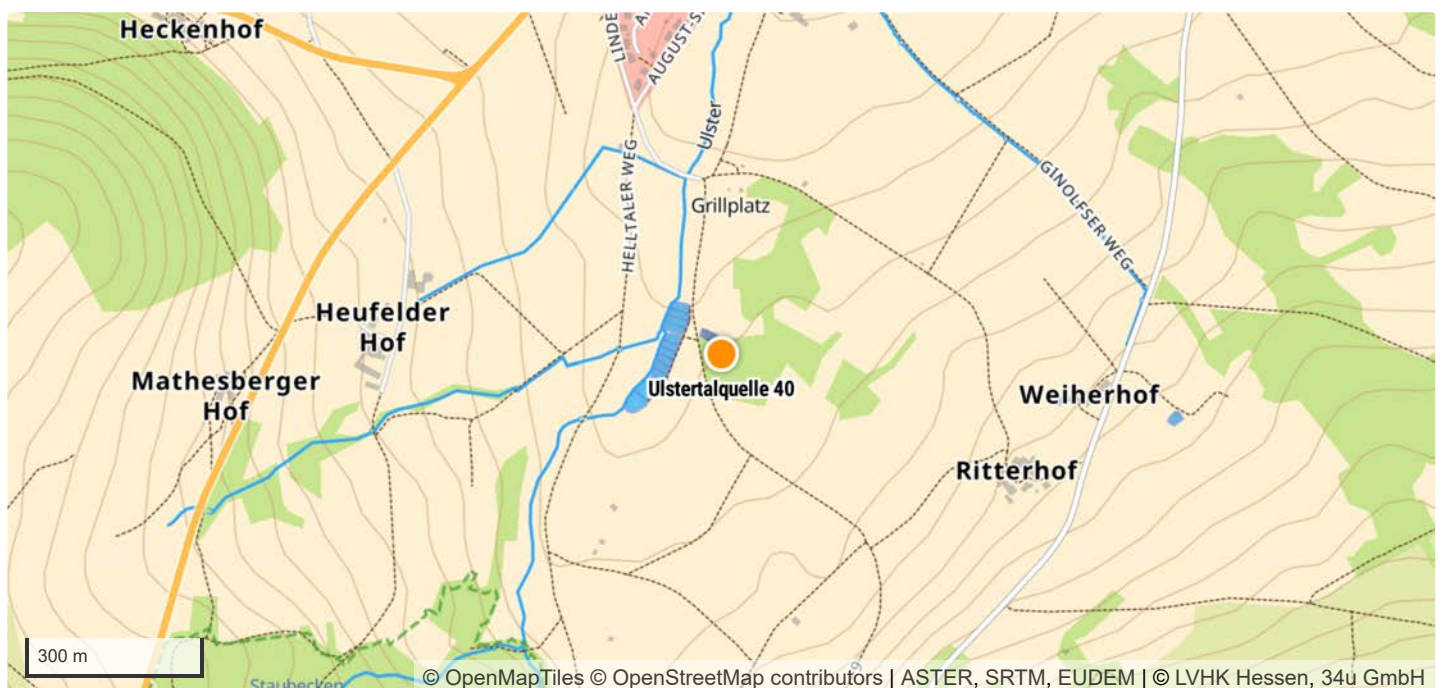 Heckenhof
LINDE
AUGUST-S
Ulster
HELLTALER WEG
Grillplatz
GINOLFSER WEG
Heufelder
Hof
Mathesberger
Hof
Ulstertalquelle 40
Weiherhof
Ritterhof
300 m
Staubecken
© OpenMapTiles © OpenStreetMap contributors | ASTER, SRTM, EUDEM | © LVHK Hessen, 34u GmbH